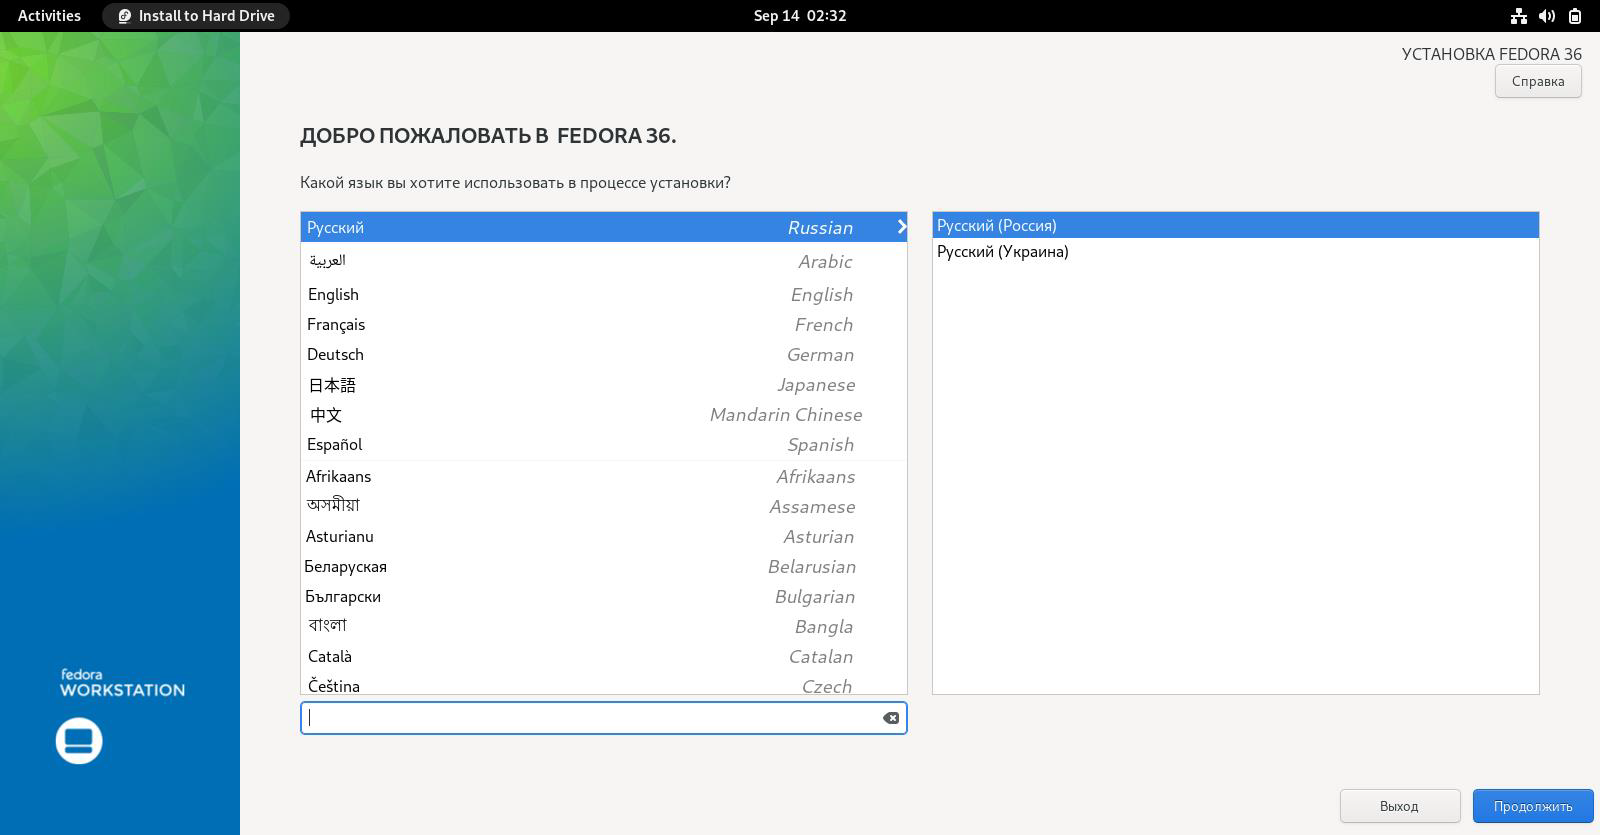 Activities Install to Hard Drive Sep 14 02:32
УСТАНОВКА FEDORA 36
Справка
ДОБРО ПОЖАЛОВАТЬ В FEDORA 36.
Какой язык вы хотите использовать в процессе установки?
Русский Russian
العربية Arabic
English English
Français French
Deutsch German
日本語 Japanese
中文 Mandarin Chinese
Español Spanish
Afrikaans Afrikaans
অসমীয়া Assamese
Asturianu Asturian
Беларуская Belarusian
Български Bulgarian
বাংলা Bangla
Català Catalan
Čeština Czech
Русский (Россия)
Русский (Украина)
fedora
WORKSTATION
Выход Продолжить